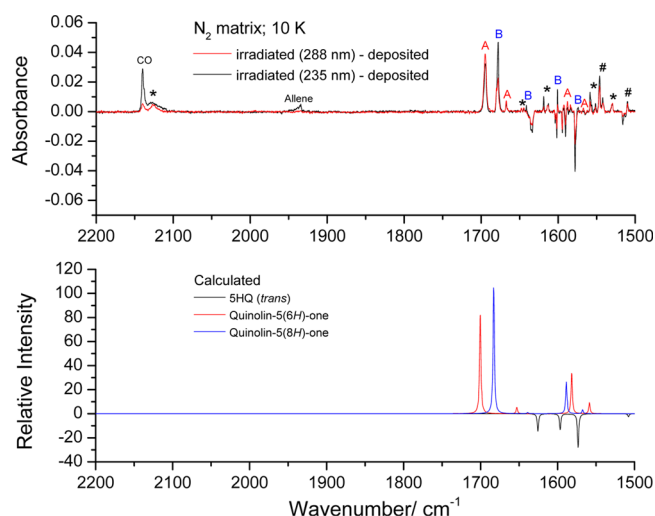 N₂ matrix; 10 K
irradiated (288 nm) - deposited
irradiated (235 nm) - deposited
CO
*
Allene
A
B
A
*
B
*
B
A
B
A
*
#
*
#
Absorbance
0.06
0.04
0.02
0.00
-0.02
-0.04
-0.06
2200 2100 2000 1900 1800 1700 1600 1500
Calculated
5HQ (trans)
Quinolin-5(6H)-one
Quinolin-5(8H)-one
Relative Intensity
120
100
80
60
40
20
0
-20
-40
2200 2100 2000 1900 1800 1700 1600 1500
Wavenumber/ cm⁻¹